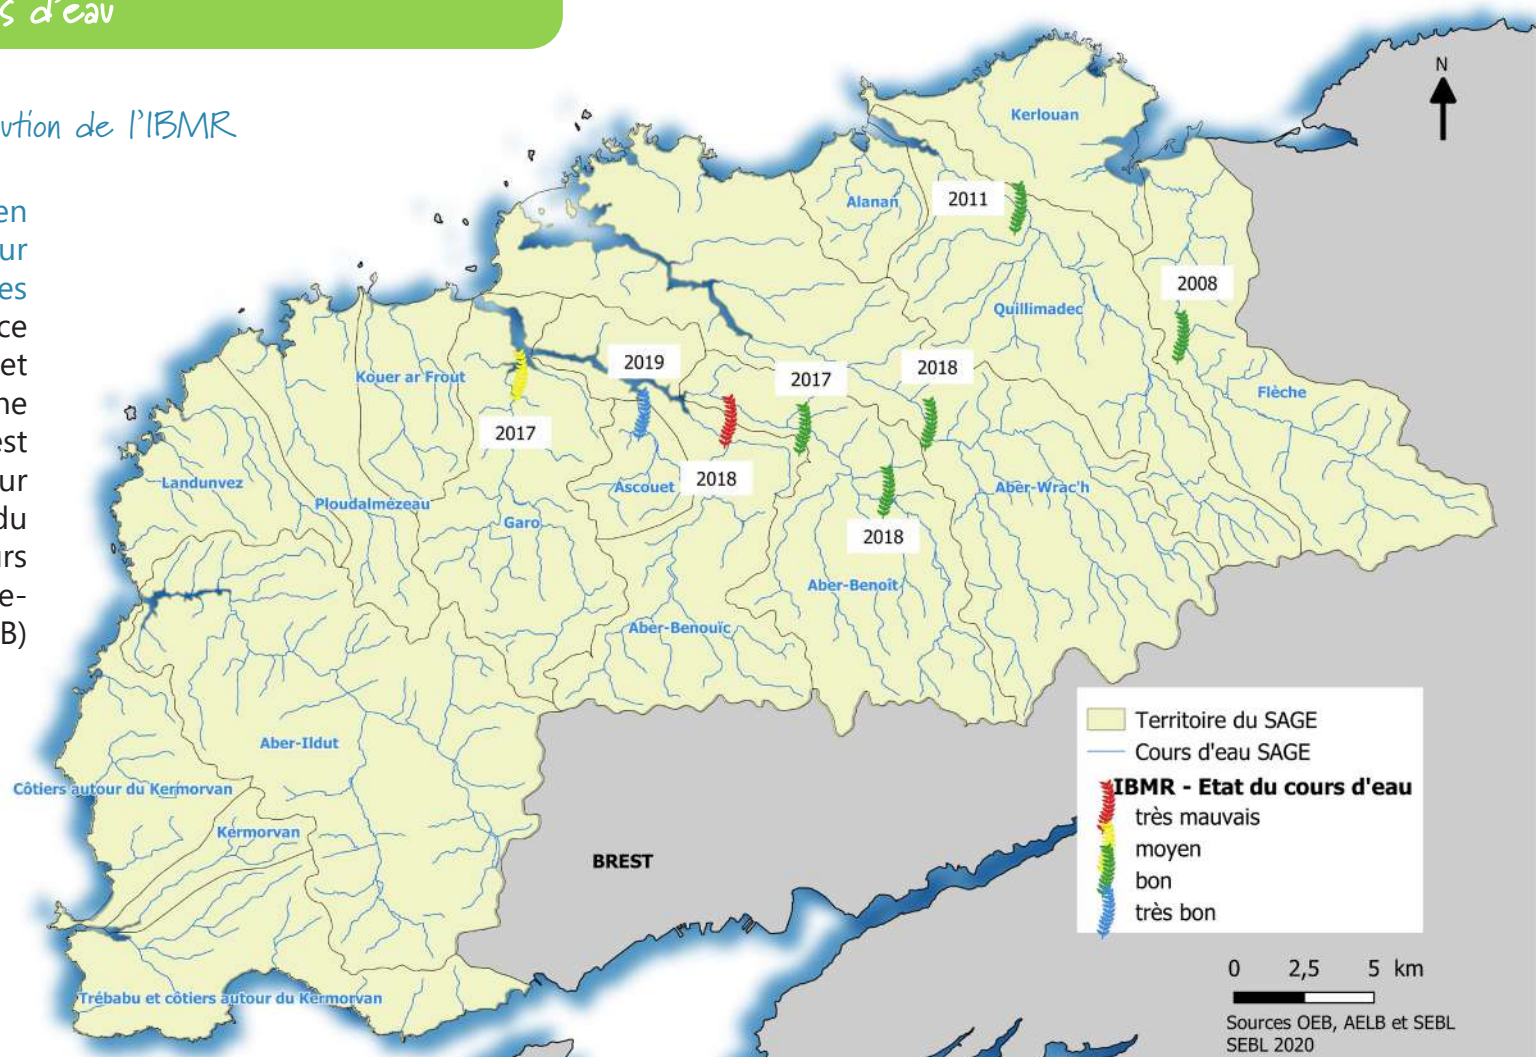 s d'eau
ution de l'IBMR
en
ur
es
ce
et
ne
est
ur
du
urs
e-
B)
N
Kerlouan
2011
Alanan
2008
Quillimadec
2019
2017
2018
Kouer ar Frout
Flèche
2017
Landunvez
Ploudalmézeau
Ascouet
2018
Aber-Wrac'h
Garo
2018
Aber-Benoît
Aber-Benouïc
Aber-Ildut
Côtiers autour du Kermorvan
Kermorvan
BREST
Trébabu et côtiers autour du Kermorvan
Territoire du SAGE
Cours d'eau SAGE
IBMR - Etat du cours d'eau
très mauvais
moyen
bon
très bon
0 2,5 5 km
Sources OEB, AELB et SEBL
SEBL 2020